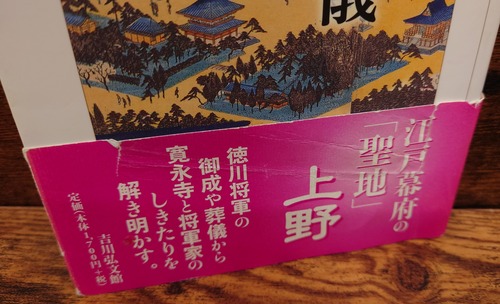 儀
江戸幕府の
「聖地」
上野
徳川将軍の
御成や葬儀から
寛永寺と将軍家の
しきたりを
解き明かす。
吉川弘文館
定価(本体1,700円+税)